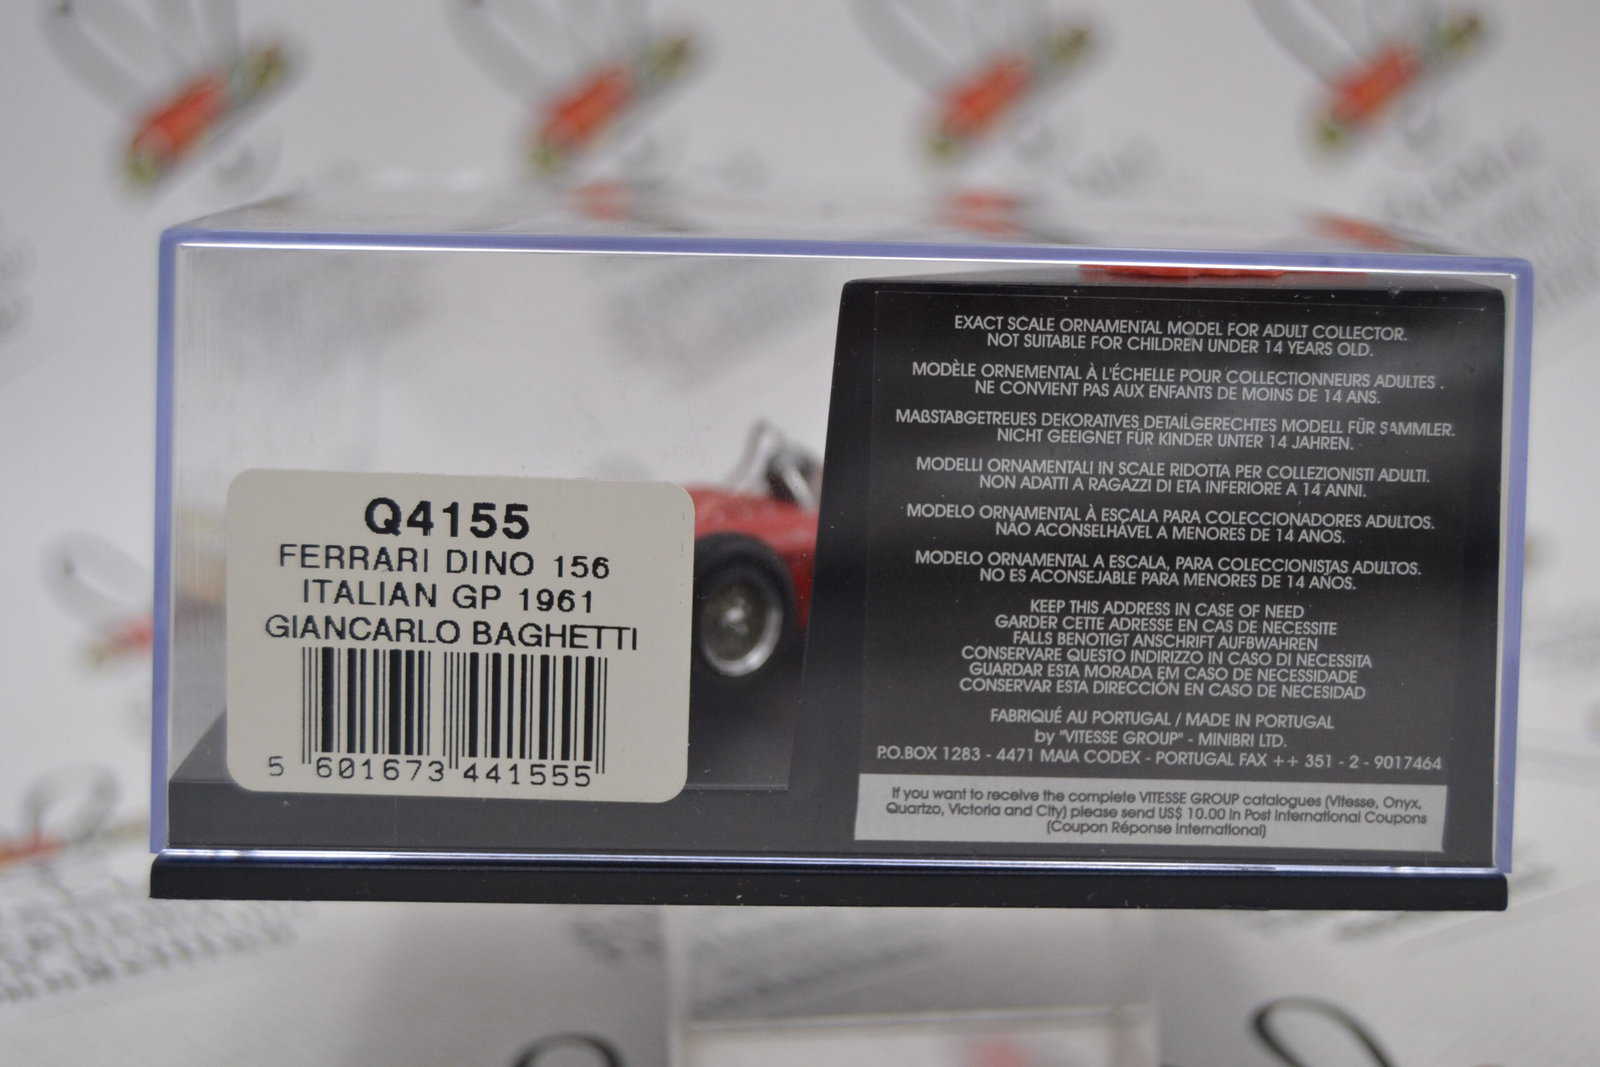 Q4155
FERRARI DINO 156
ITALIAN GP 1961
GIANCARLO BAGHETTI
5 601673 441555
EXACT SCALE ORNAMENTAL MODEL FOR ADULT COLLECTOR.
NOT SUITABLE FOR CHILDREN UNDER 14 YEARS OLD.
MODÈLE ORNEMENTAL À L'ÉCHELLE POUR COLLECTIONNEURS ADULTES .
NE CONVIENT PAS AUX ENFANTS DE MOINS DE 14 ANS.
MAßSTABGETREUES DEKORATIVES DETAILGERECHTES MODELL FÜR SAMMLER.
NICHT GEEIGNET FÜR KINDER UNTER 14 JAHREN.
MODELLI ORNAMENTALI IN SCALE RIDOTTA PER COLLEZIONISTI ADULTI.
NON ADATTI A RAGAZZI DI ETA INFERIORE A 14 ANNI.
MODELO ORNAMENTAL À ESCALA PARA COLECCIONADORES ADULTOS.
NÃO ACONSELHÁVEL A MENORES DE 14 ANOS.
MODELO ORNAMENTAL A ESCALA, PARA COLECCIONISTAS ADULTOS.
NO ES ACONSEJABLE PARA MENORES DE 14 AÑOS.
KEEP THIS ADDRESS IN CASE OF NEED
GARDER CETTE ADRESSE EN CAS DE NECESSITE
FALLS BENÖTIGT ANSCHRIFT AUFBWAHREN
CONSERVARE QUESTO INDIRIZZO IN CASO DI NECESSITA
GUARDAR ESTA MORADA EM CASO DE NECESSIDADE
CONSERVAR ESTA DIRECCIÓN EN CASO DE NECESIDAD
FABRIQUÉ AU PORTUGAL / MADE IN PORTUGAL
by "VITESSE GROUP" - MINIBRI LTD.
P.O.BOX 1283 - 4471 MAIA CODEX - PORTUGAL FAX ++ 351 - 2 - 9017464
If you want to receive the complete VITESSE GROUP catalogues (Vitesse, Onyx,
Quartzo, Victoria and City) please send US$ 10.00 in Post International Coupons
(Coupon Réponse International)